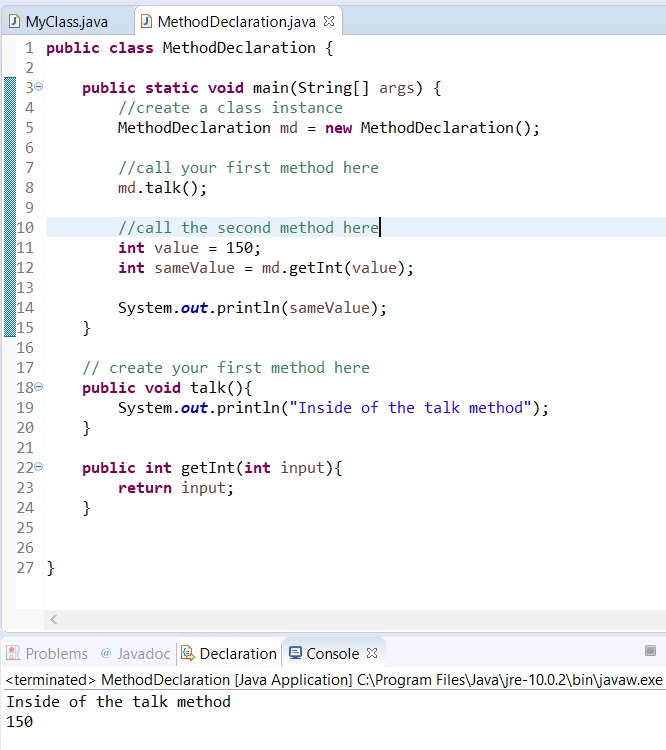 MyClass.java MethodDeclaration.java
1 public class MethodDeclaration {
2
3 public static void main(String[] args) {
4 //create a class instance
5 MethodDeclaration md = new MethodDeclaration();
6
7 //call your first method here
8 md.talk();
9
10 //call the second method here
11 int value = 150;
12 int sameValue = md.getInt(value);
13
14 System.out.println(sameValue);
15 }
16
17 // create your first method here
18 public void talk(){
19 System.out.println("Inside of the talk method");
20 }
21
22 public int getInt(int input){
23 return input;
24 }
25
26
27 }
Problems @ Javadoc Declaration Console
<terminated> MethodDeclaration [Java Application] C:\Program Files\Java\jre-10.0.2\bin\javaw.exe
Inside of the talk method
150